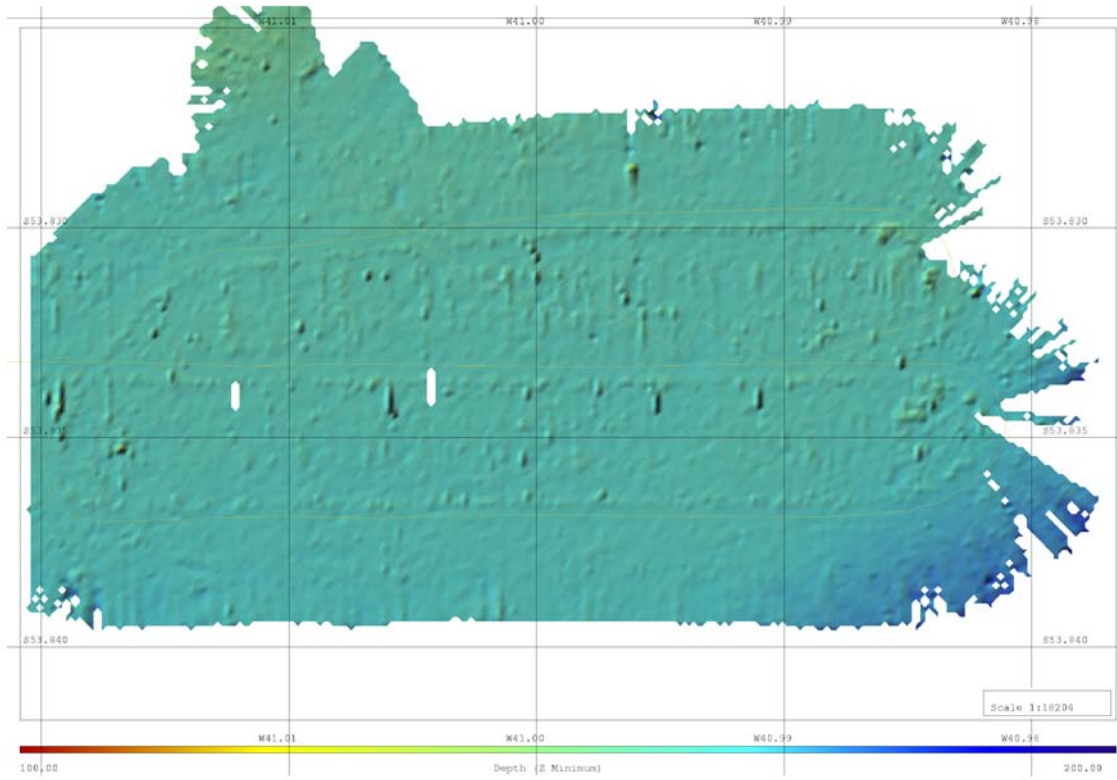 W41.01 W41.00 W40.99 W40.98
S53.830 S53.830
S53.835 S53.835
S53.840 S53.840
Scale 1:18204
W41.01 W41.00 W40.99 W40.98
100.00 Depth (Z Minimum) 200.00